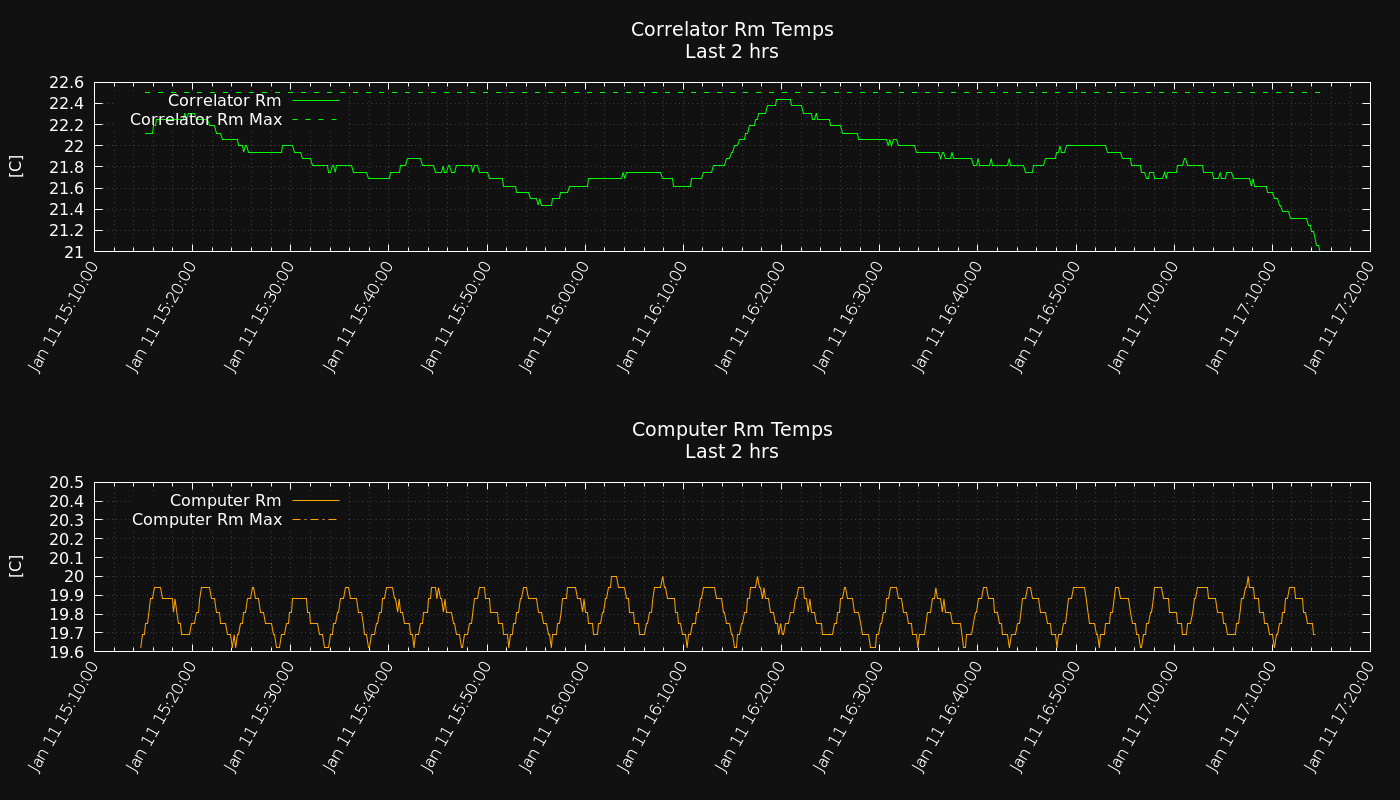 Correlator Rm Temps
Last 2 hrs
22.6
22.4
22.2
22
21.8
21.6
21.4
21.2
21
[C]
Correlator Rm
Correlator Rm Max
Jan 11 15:10:00
Jan 11 15:20:00
Jan 11 15:30:00
Jan 11 15:40:00
Jan 11 15:50:00
Jan 11 16:00:00
Jan 11 16:10:00
Jan 11 16:20:00
Jan 11 16:30:00
Jan 11 16:40:00
Jan 11 16:50:00
Jan 11 17:00:00
Jan 11 17:10:00
Jan 11 17:20:00
Computer Rm Temps
Last 2 hrs
20.5
20.4
20.3
20.2
20.1
20
19.9
19.8
19.7
19.6
[C]
Computer Rm
Computer Rm Max
Jan 11 15:10:00
Jan 11 15:20:00
Jan 11 15:30:00
Jan 11 15:40:00
Jan 11 15:50:00
Jan 11 16:00:00
Jan 11 16:10:00
Jan 11 16:20:00
Jan 11 16:30:00
Jan 11 16:40:00
Jan 11 16:50:00
Jan 11 17:00:00
Jan 11 17:10:00
Jan 11 17:20:00